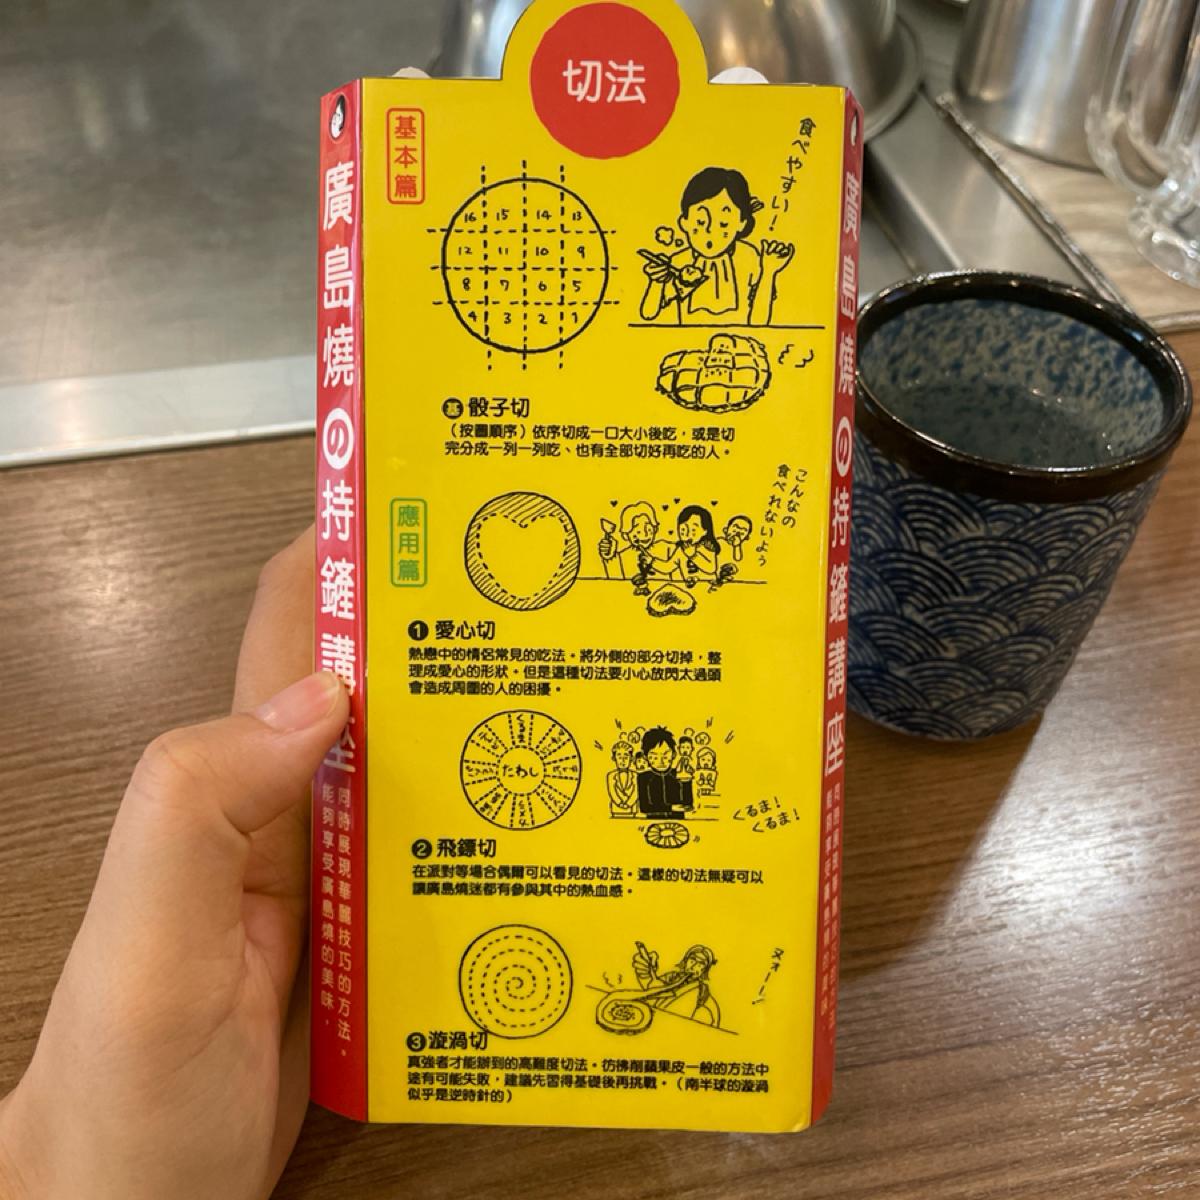 切法
基本篇
16 15 14 13
12 11 10 9
8 7 6 5
4 3 2 1
食べやすい！
基 骰子切
（按圖順序）依序切成一口大小後吃，或是切
完分成一列一列吃、也有全部切好再吃的人。
應用篇
こんなの
食べれないよぅ
1 愛心切
熱戀中的情侶常見的吃法。將外側的部分切掉，整
理成愛心的形狀。但是這種切法要小心放閃太過頭
會造成周圍的人的困擾。
くるま
たわし
くるま！
くるま！
2 飛鏢切
在派對等場合偶爾可以看見的切法。這樣的切法無疑可以
讓廣島燒迷都有參與其中的熱血感。
ヌオー！
3 漩渦切
真強者才能辦到的高難度切法。彷彿削蘋果皮一般的方法中
途有可能失敗，建議先習得基礎後再挑戰。（南半球的漩渦
似乎是逆時針的）
廣島燒の持鏟講座
同時展現華麗技巧的方法。
能夠享受廣島燒的美味，
廣島燒の持鏟講座